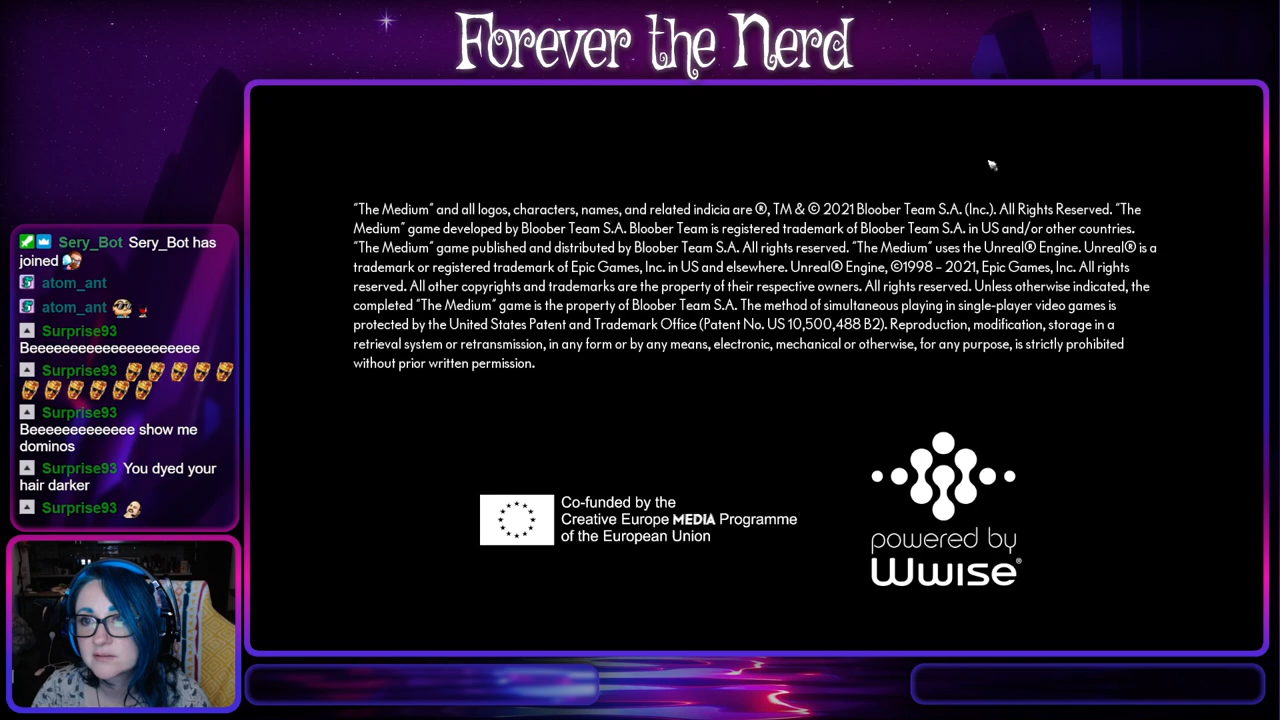 Forever the Nerd
Sery_Bot Sery_Bot has
joined
atom_ant
atom_ant
Surprise93
Beeeeeeeeeeeeeeeeeeee
Surprise93
Surprise93
Beeeeeeeeeeeee show me
dominos
Surprise93 You dyed your
hair darker
Surprise93
"The Medium" and all logos, characters, names, and related indicia are ®, TM & © 2021 Bloober Team S.A. (Inc.). All Rights Reserved. "The
Medium" game developed by Bloober Team S.A. Bloober Team is registered trademark of Bloober Team S.A. in US and/or other countries.
"The Medium" game published and distributed by Bloober Team S.A. All rights reserved. "The Medium" uses the Unreal® Engine. Unreal® is a
trademark or registered trademark of Epic Games, Inc. in US and elsewhere. Unreal® Engine, ©1998 – 2021, Epic Games, Inc. All rights
reserved. All other copyrights and trademarks are the property of their respective owners. All rights reserved. Unless otherwise indicated, the
completed "The Medium" game is the property of Bloober Team S.A. The method of simultaneous playing in single-player video games is
protected by the United States Patent and Trademark Office (Patent No. US 10,500,488 B2). Reproduction, modification, storage in a
retrieval system or retransmission, in any form or by any means, electronic, mechanical or otherwise, for any purpose, is strictly prohibited
without prior written permission.
Co-funded by the
Creative Europe MEDIA Programme
of the European Union
powered by
Wwise®